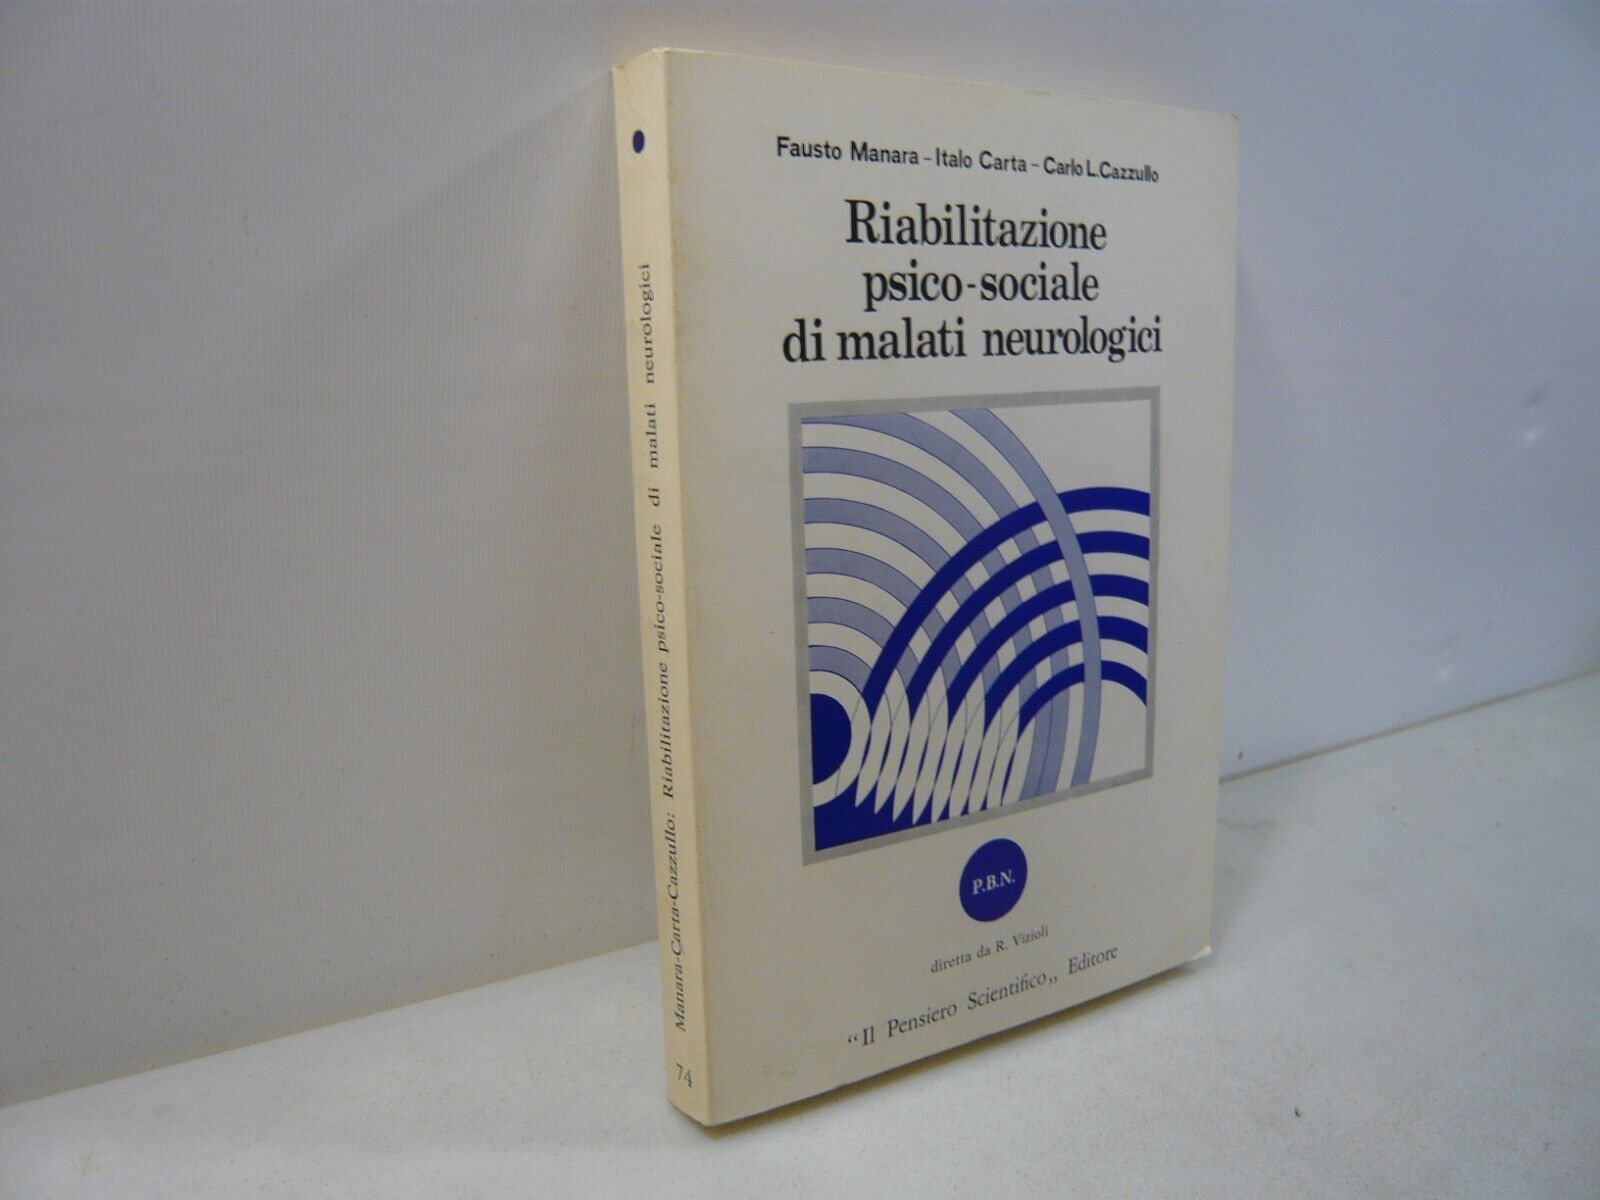 Fausto Manara - Italo Carta - Carlo L. Cazzullo
Riabilitazione
psico-sociale
di malati neurologici
P.B.N.
diretta da R. Vizioli
“Il Pensiero Scientifico„ Editore
Manara-Carta-Cazzullo: Riabilitazione psico-sociale di malati neurologici
74